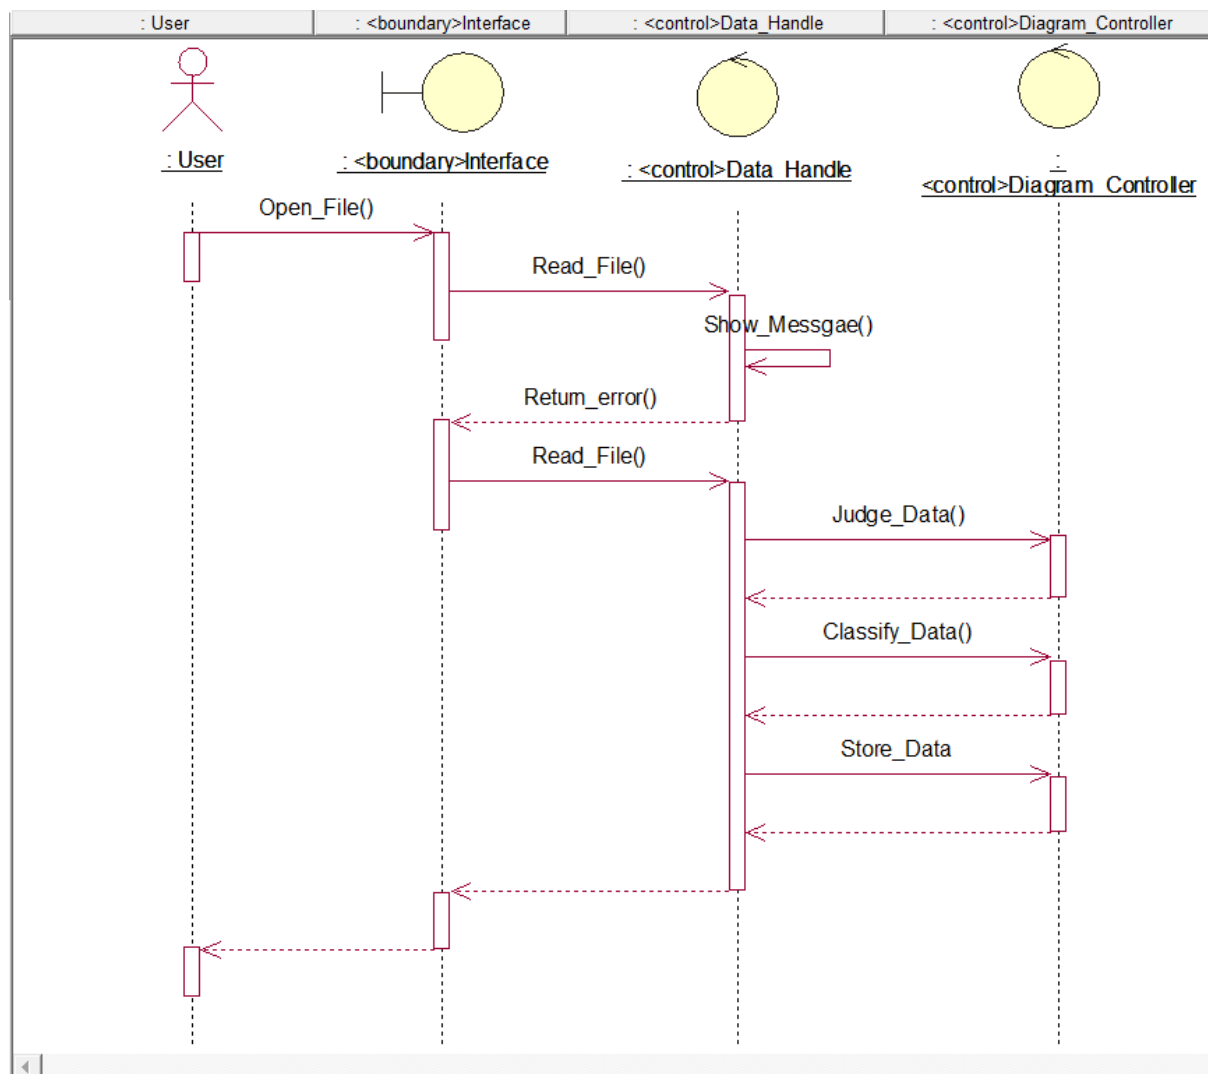 : User
: <boundary>Interface
: <control>Data_Handle
: <control>Diagram_Controller
: User
: <boundary>Interface
: <control>Data_Handle
:
<control>Diagram_Controller
Open_File()
Read_File()
Show_Messgae()
Return_error()
Read_File()
Judge_Data()
Classify_Data()
Store_Data